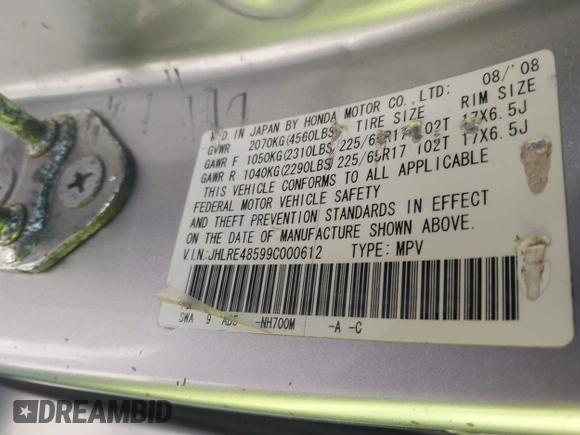 MFD. IN JAPAN BY HONDA MOTOR CO., LTD: 08/'08
GVWR 2070KG(4560LBS) TIRE SIZE RIM SIZE
GAWR F 1050KG(2310LBS) 225/65R17 102T 17X6.5J
GAWR R 1040KG(2290LBS) 225/65R17 102T 17X6.5J
THIS VEHICLE CONFORMS TO ALL APPLICABLE
FEDERAL MOTOR VEHICLE SAFETY
AND THEFT PREVENTION STANDARDS IN EFFECT
ON THE DATE OF MANUFACTURE SHOWN ABOVE.
V.I.N.:JHLRE48599C000612 TYPE: MPV
SWA 9 -NH700M -A -C
DREAMBID